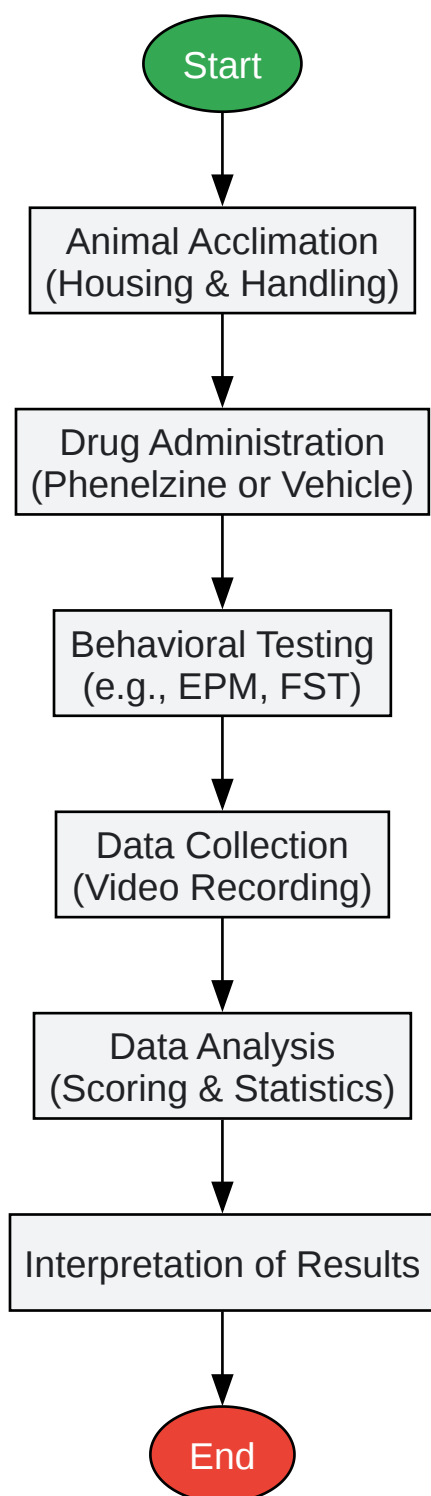 Start
Animal Acclimation
(Housing & Handling)
Drug Administration
(Phenelzine or Vehicle)
Behavioral Testing
(e.g., EPM, FST)
Data Collection
(Video Recording)
Data Analysis
(Scoring & Statistics)
Interpretation of Results
End